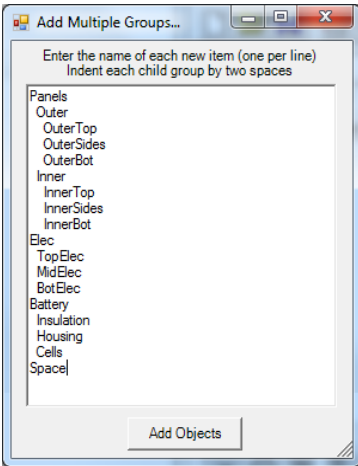 Add Multiple Groups...
Enter the name of each new item (one per line)
Indent each child group by two spaces
Panels
  Outer
    OuterTop
    OuterSides
    OuterBot
  Inner
    InnerTop
    InnerSides
    InnerBot
Elec
  TopElec
  MidElec
  BotElec
Battery
  Insulation
  Housing
  Cells
Space
Add Objects